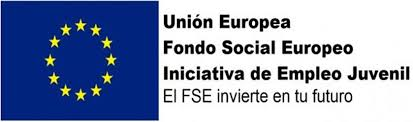 Unión Europea
Fondo Social Europeo
Iniciativa de Empleo Juvenil
El FSE invierte en tu futuro